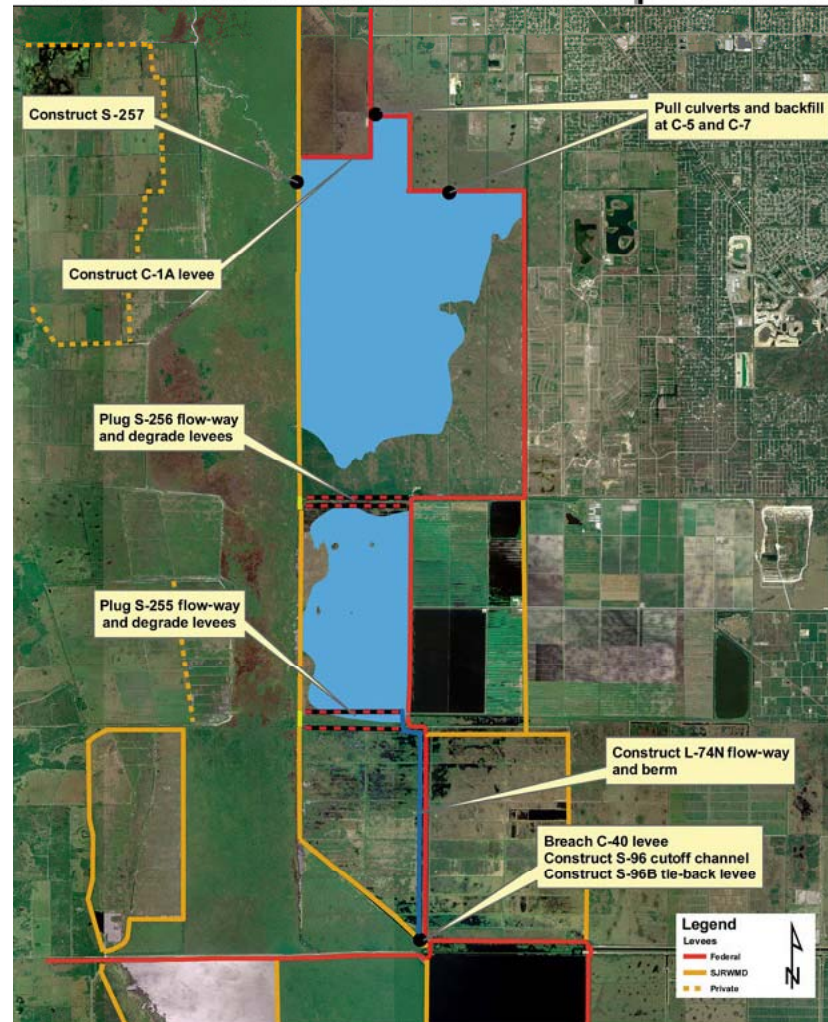 Construct S-257
Pull culverts and backfill
at C-5 and C-7
Construct C-1A levee
Plug S-256 flow-way
and degrade levees
Plug S-255 flow-way
and degrade levees
Construct L-74N flow-way
and berm
Breach C-40 levee
Construct S-96 cutoff channel
Construct S-96B tie-back levee
Legend
Levees
Federal
SJRWMD
Private
N